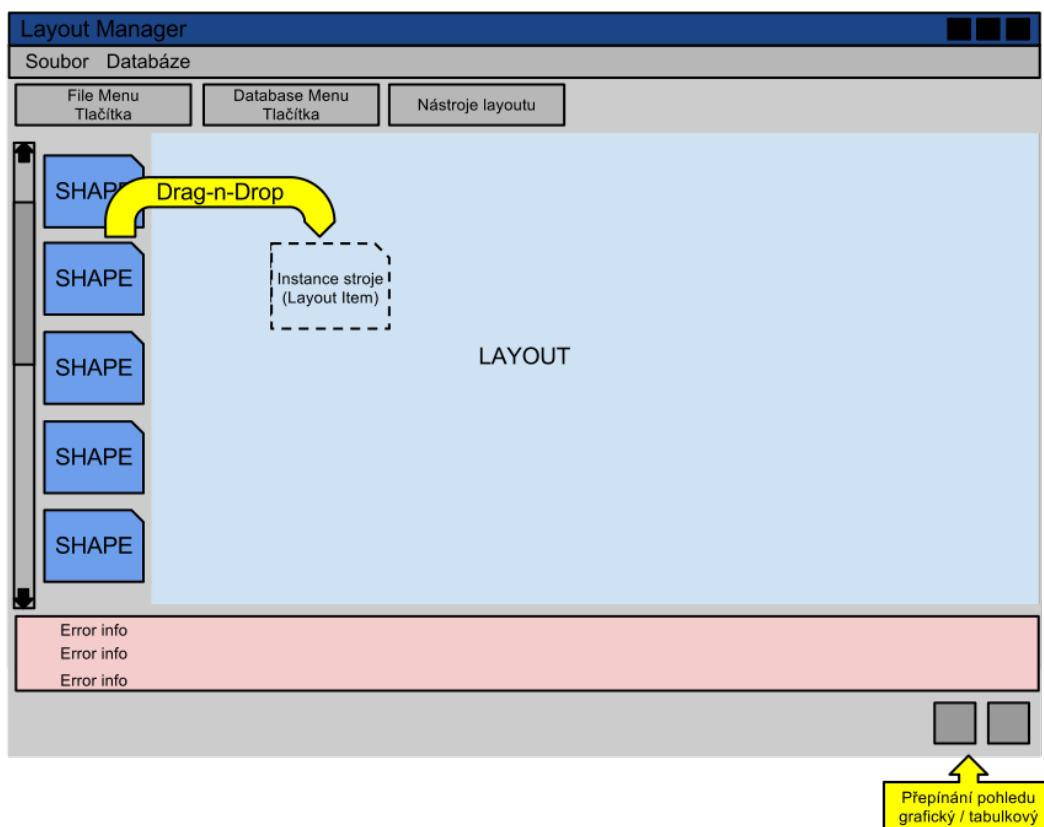 Layout Manager
Soubor Databáze
File Menu
Tlačítka
Database Menu
Tlačítka
Nástroje layoutu
SHAPE
Drag-n-Drop
SHAPE
Instance stroje
(Layout Item)
LAYOUT
SHAPE
SHAPE
SHAPE
Error info
Error info
Error info
Přepínání pohledu
grafický / tabulkový